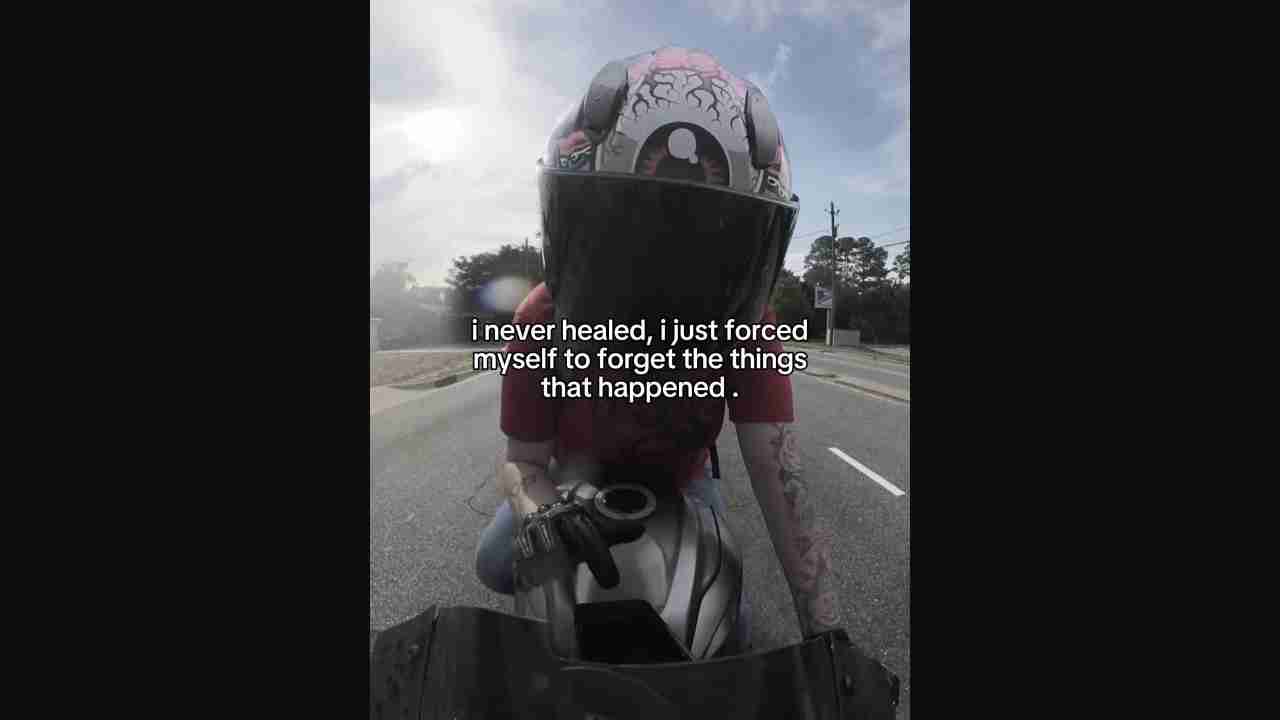 i never healed, i just forced
myself to forget the things
that happened .